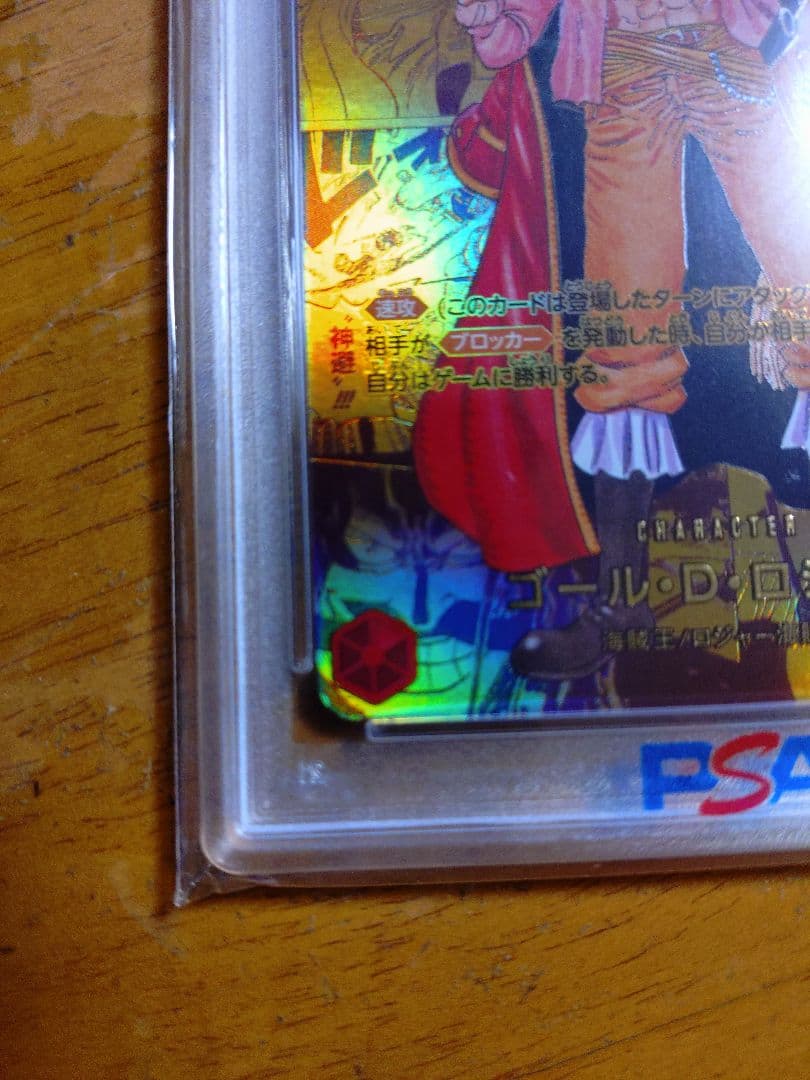 速攻 (このカードは登場したターンにアタック
"神避" 相手が ブロッカー を発動した時、自分か相手
自分はゲームに勝利する。
CHARACTER
ゴール・D・ロジ
海賊王/ロジャー海
PSA